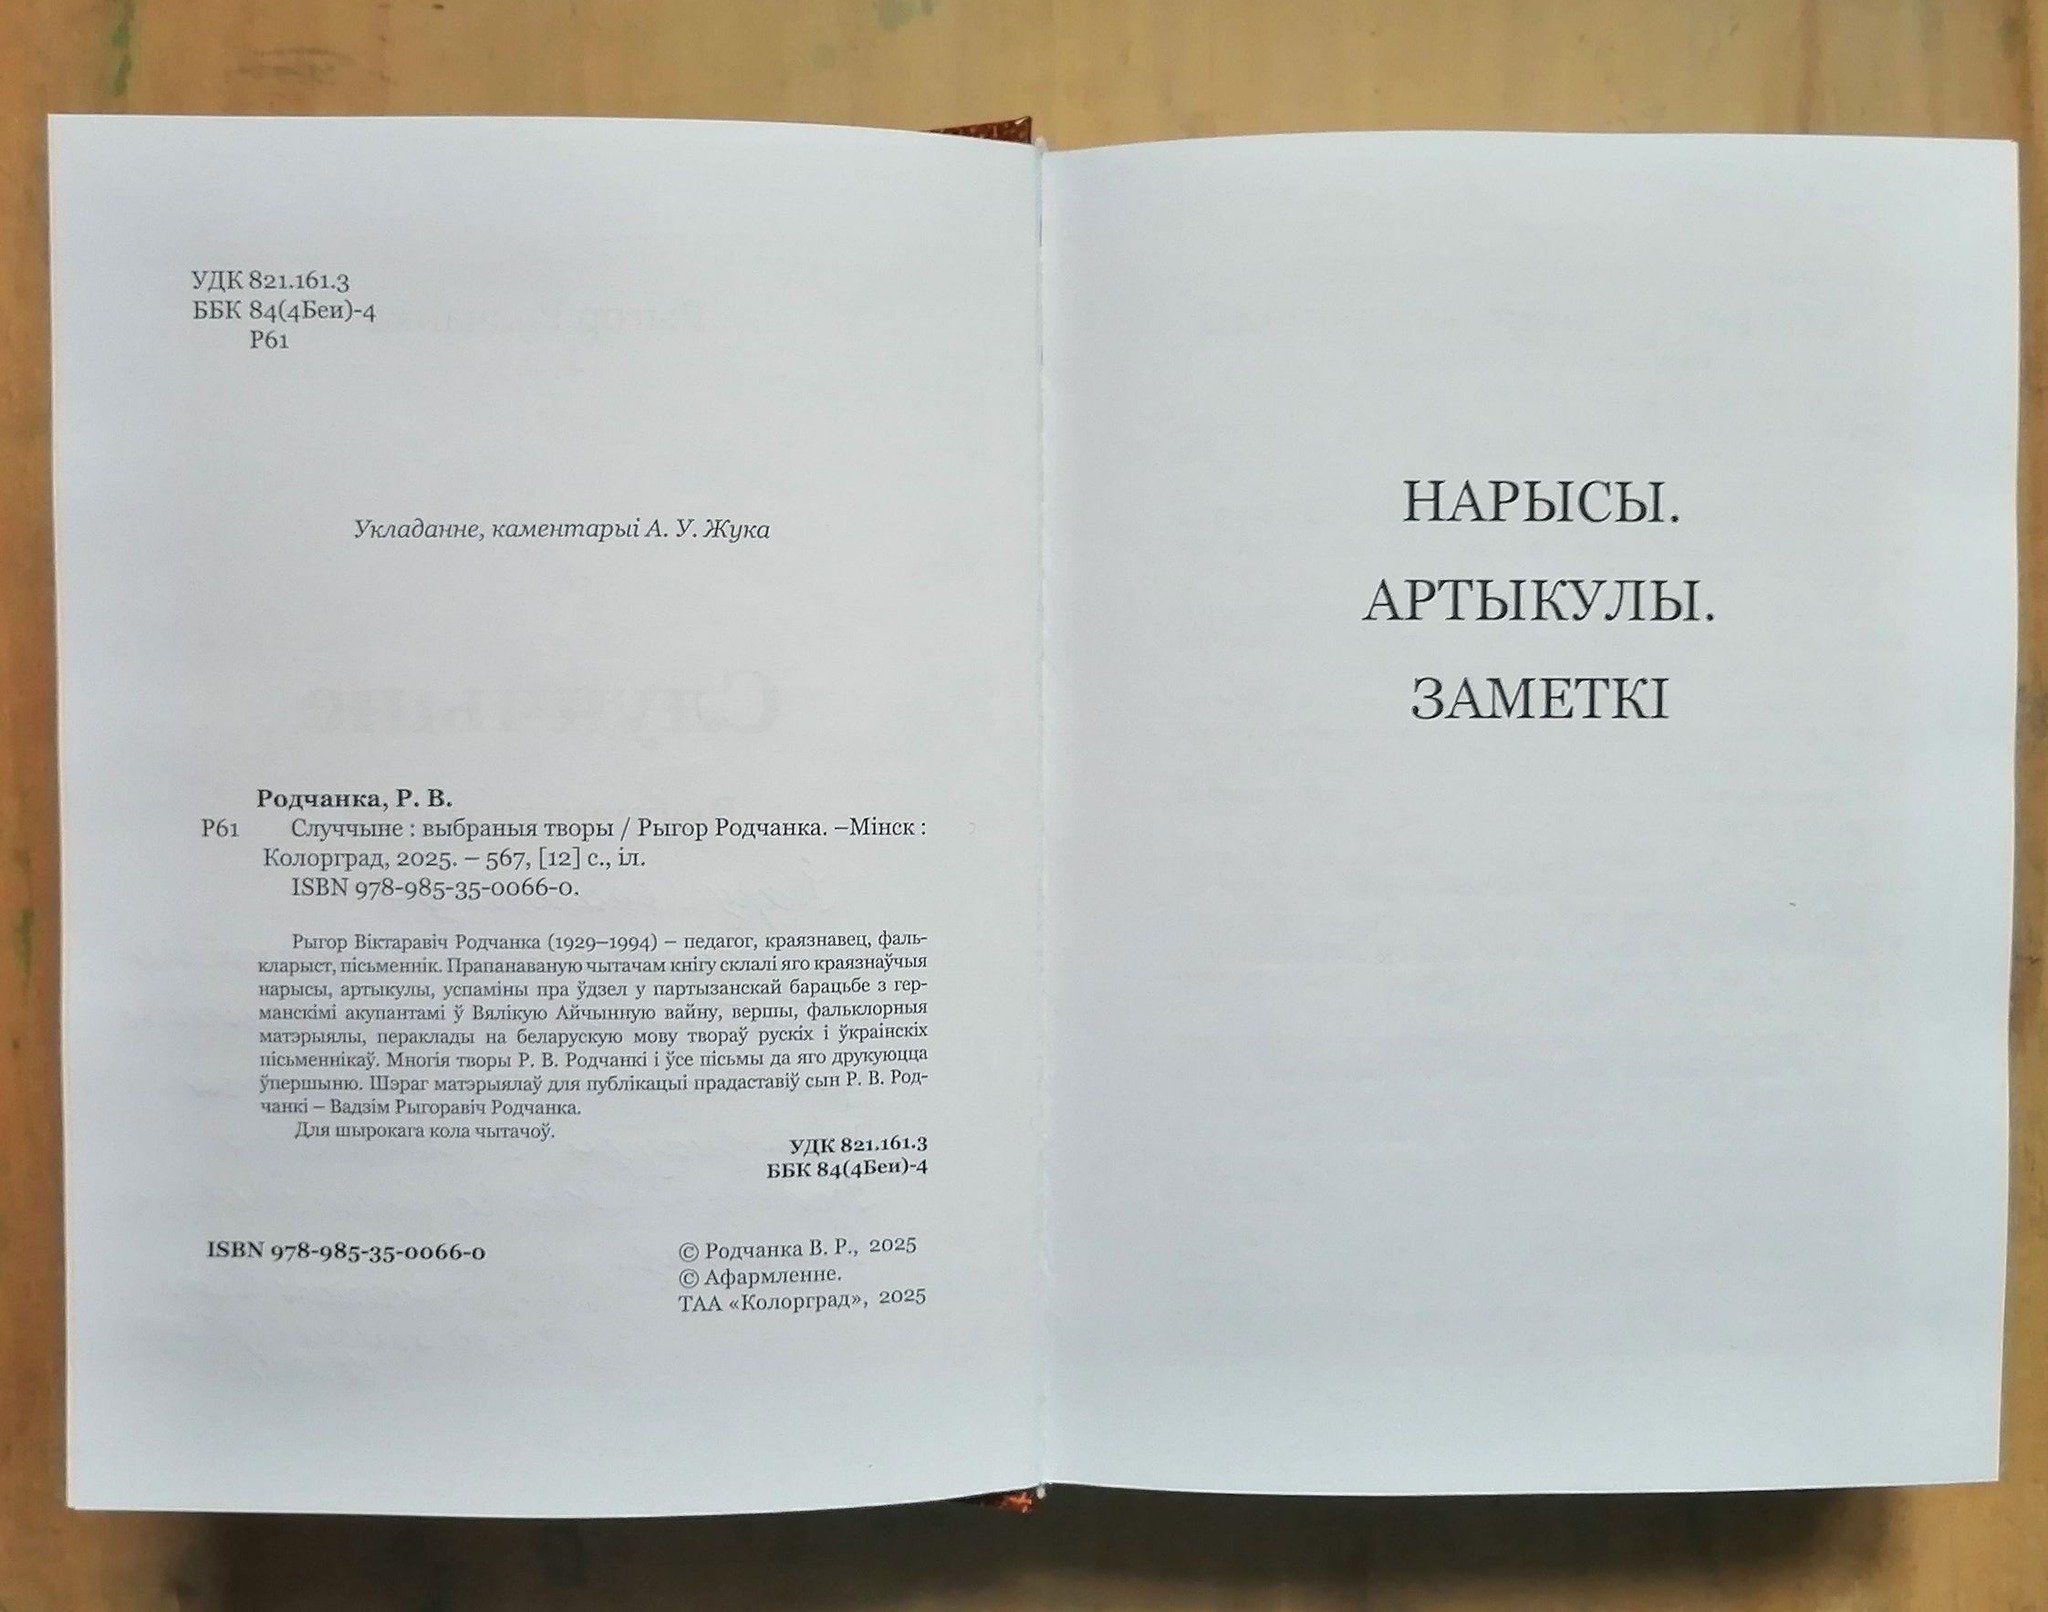 УДК 821.161.3
ББК 84(4Беи)-4
Р61
Укладанне, каментарыі А. У. Жука
Родчанка, Р. В.
Р61 Случчыне : выбраныя творы / Рыгор Родчанка. –Мінск :
Колорград, 2025. – 567, [12] с., іл.
ISBN 978-985-35-0066-0.
Рыгор Віктаравіч Родчанка (1929–1994) – педагог, краязнавец, фаль-
кларыст, пісьменнік. Прапанаваную чытачам кнігу склалі яго краязнаўчыя
нарысы, артыкулы, успаміны пра ўдзел у партызанскай барацьбе з гер-
манскімі акупантамі ў Вялікую Айчынную вайну, вершы, фальклорныя
матэрыялы, пераклады на беларускую мову твораў рускіх і ўкраінскіх
пісьменнікаў. Многія творы Р. В. Родчанкі і ўсе пісьмы да яго друкуюцца
ўпершыню. Шэраг матэрыялаў для публікацыі прадаставіў сын Р. В. Род-
чанкі – Вадзім Рыгоравіч Родчанка.
Для шырокага кола чытачоў.
УДК 821.161.3
ББК 84(4Беи)-4
ISBN 978-985-35-0066-0
© Родчанка В. Р., 2025
© Афармленне.
ТАА «Колорград», 2025
НАРЫСЫ.
АРТЫКУЛЫ.
ЗАМЕТКІ